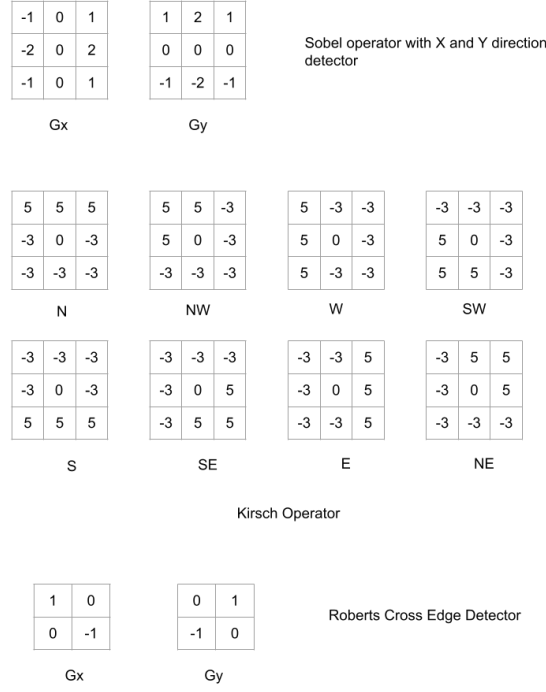 -1 0 1 1 2 1
-2 0 2 0 0 0 Sobel operator with X and Y direction
detector
-1 0 1 -1 -2 -1
Gx Gy
5 5 5 5 5 -3 5 -3 -3 -3 -3 -3
-3 0 -3 5 0 -3 5 0 -3 5 0 -3
-3 -3 -3 -3 -3 -3 5 -3 -3 5 5 -3
N NW W SW
-3 -3 -3 -3 -3 -3 -3 -3 5 -3 5 5
-3 0 -3 -3 0 5 -3 0 5 -3 0 5
5 5 5 -3 5 5 -3 -3 5 -3 -3 -3
S SE E NE
Kirsch Operator
1 0 0 1
Roberts Cross Edge Detector
0 -1 -1 0
Gx Gy